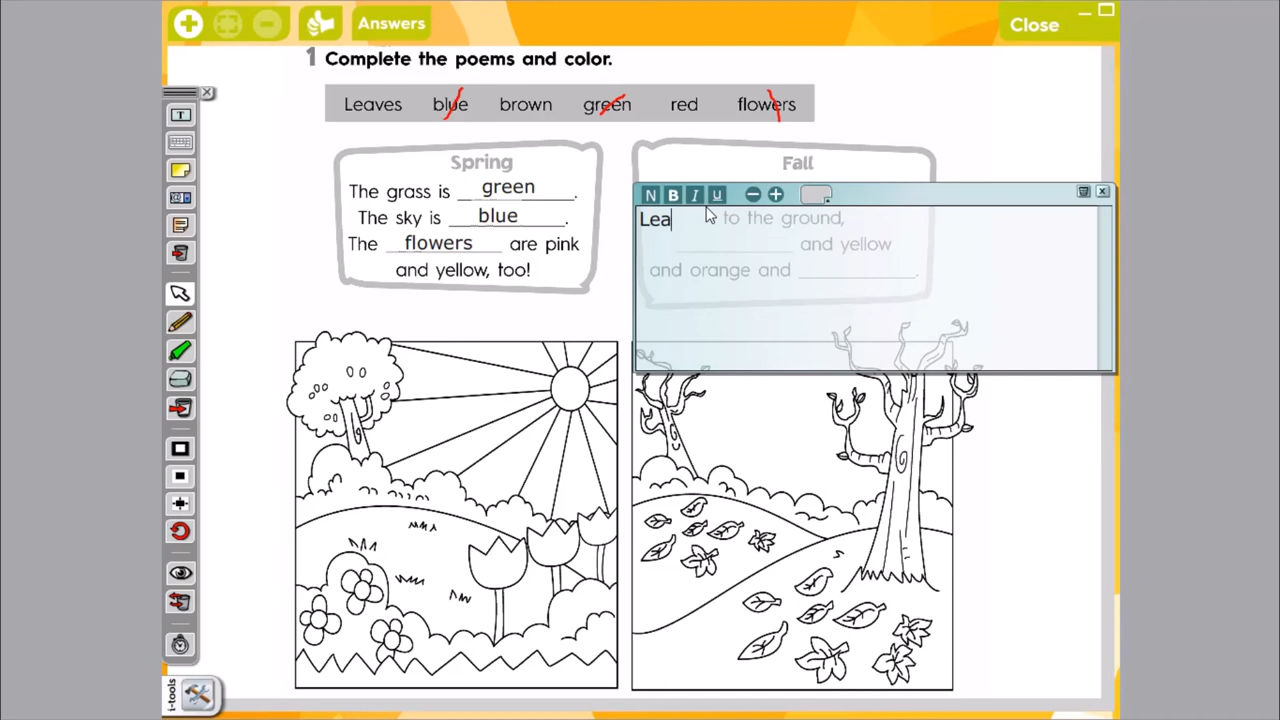 Answers
Close
1 Complete the poems and color.
Leaves blue brown green red flowers
Spring
The grass is green.
The sky is blue.
The flowers are pink
and yellow, too!
Fall
N B I U
Lea to the ground,
and yellow
and orange and .
T
i-tools